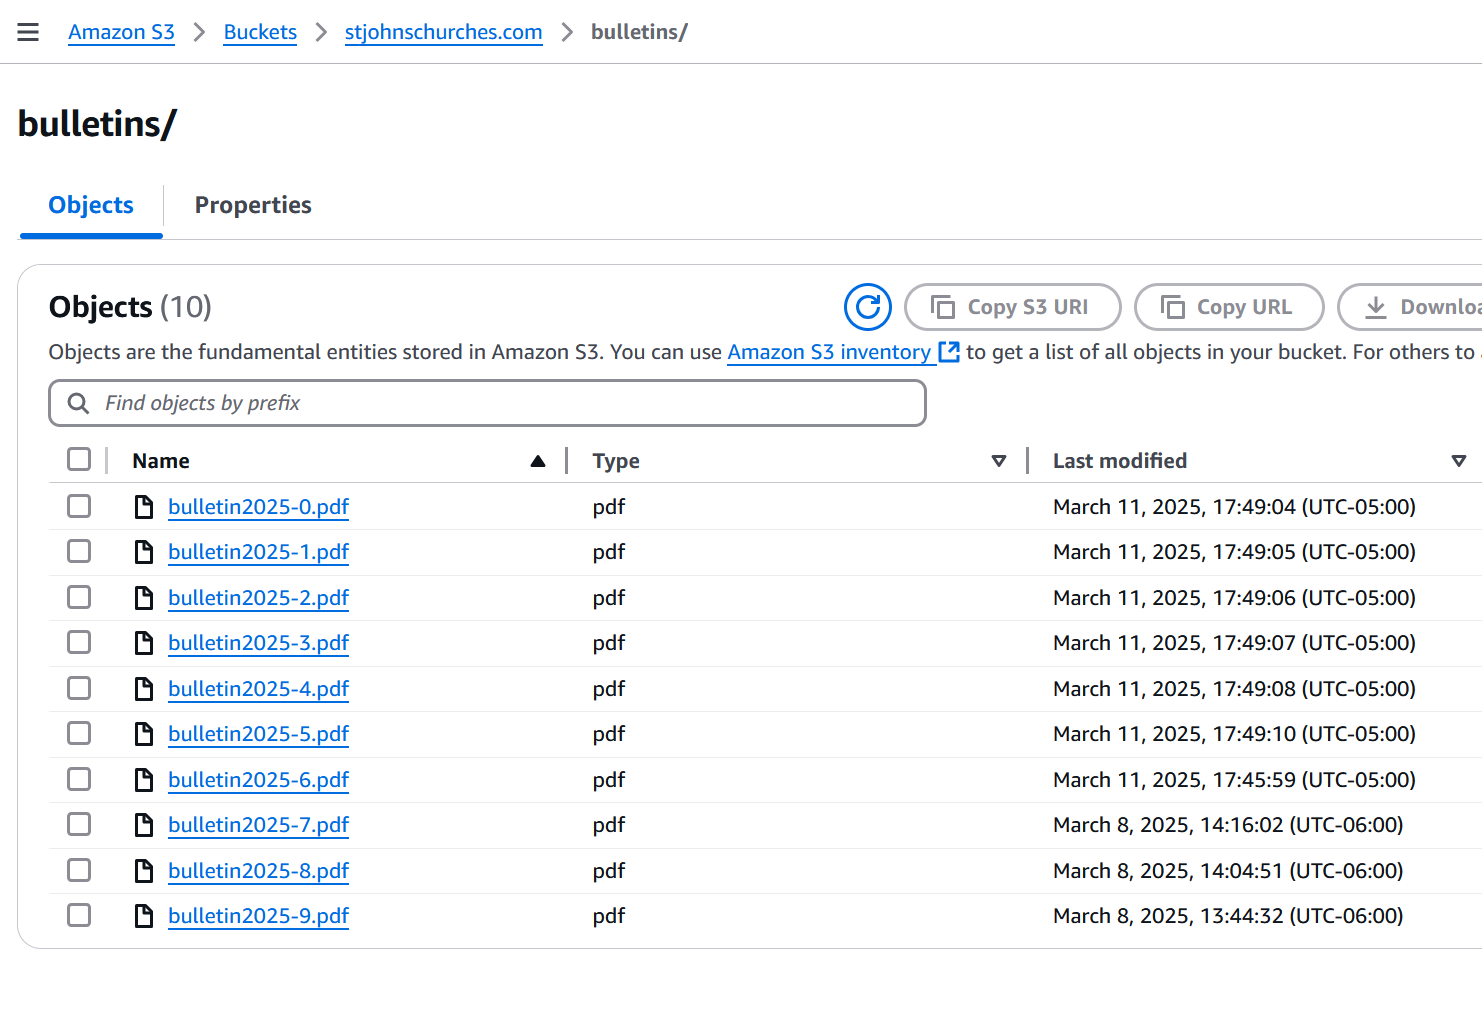 Amazon S3 > Buckets > stjohnschurches.com > bulletins/
bulletins/
Objects Properties
Objects (10) Copy S3 URI Copy URL Downloa
Objects are the fundamental entities stored in Amazon S3. You can use Amazon S3 inventory to get a list of all objects in your bucket. For others to
Find objects by prefix
Name Type Last modified
bulletin2025-0.pdf pdf March 11, 2025, 17:49:04 (UTC-05:00)
bulletin2025-1.pdf pdf March 11, 2025, 17:49:05 (UTC-05:00)
bulletin2025-2.pdf pdf March 11, 2025, 17:49:06 (UTC-05:00)
bulletin2025-3.pdf pdf March 11, 2025, 17:49:07 (UTC-05:00)
bulletin2025-4.pdf pdf March 11, 2025, 17:49:08 (UTC-05:00)
bulletin2025-5.pdf pdf March 11, 2025, 17:49:10 (UTC-05:00)
bulletin2025-6.pdf pdf March 11, 2025, 17:45:59 (UTC-05:00)
bulletin2025-7.pdf pdf March 8, 2025, 14:16:02 (UTC-06:00)
bulletin2025-8.pdf pdf March 8, 2025, 14:04:51 (UTC-06:00)
bulletin2025-9.pdf pdf March 8, 2025, 13:44:32 (UTC-06:00)